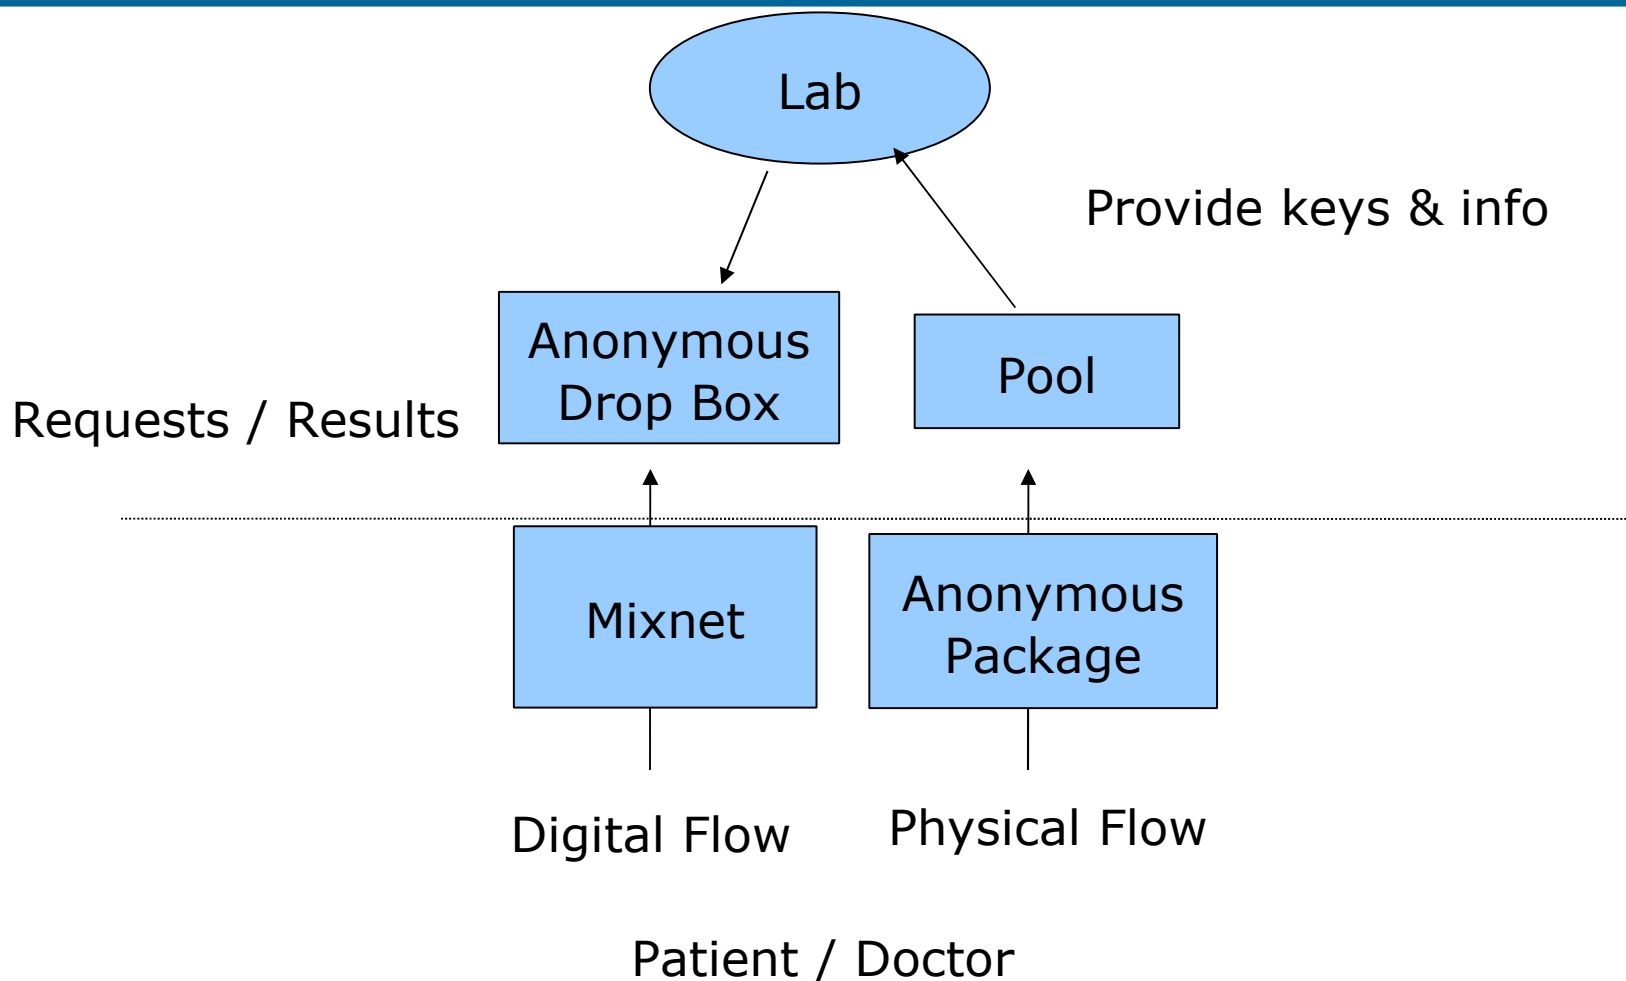 Lab
Provide keys & info
Anonymous
Drop Box
Pool
Requests / Results
Mixnet
Anonymous
Package
Digital Flow
Physical Flow
Patient / Doctor